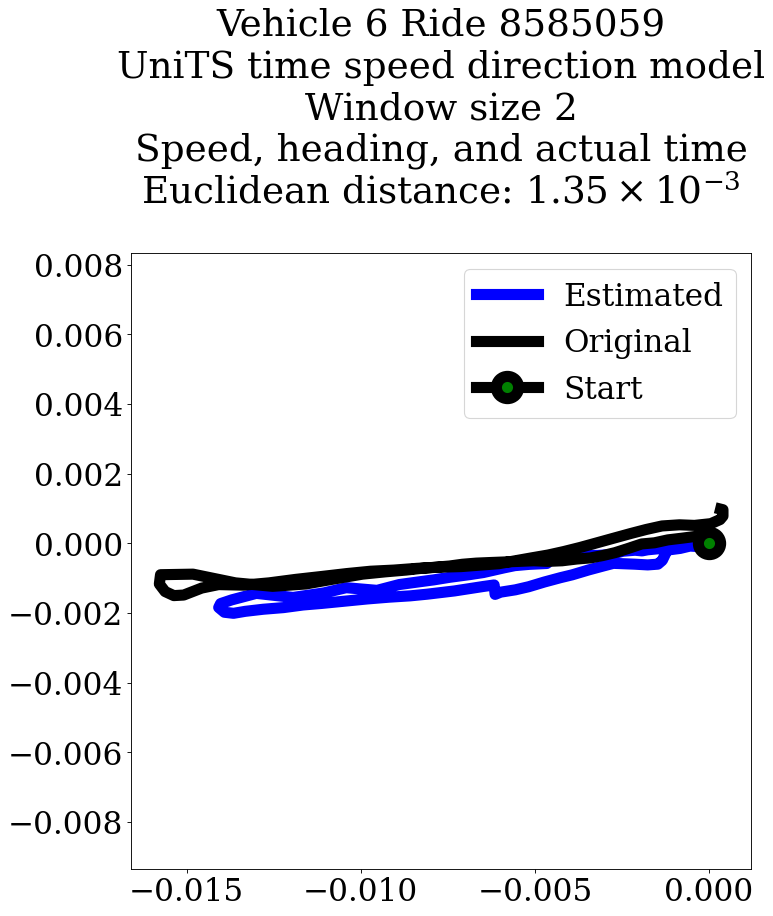 Vehicle 6 Ride 8585059
UniTS time speed direction model
Window size 2
Speed, heading, and actual time
Euclidean distance: 1.35 × 10⁻³
Estimated
Original
Start
0.008
0.006
0.004
0.002
0.000
−0.002
−0.004
−0.006
−0.008
−0.015 −0.010 −0.005 0.000